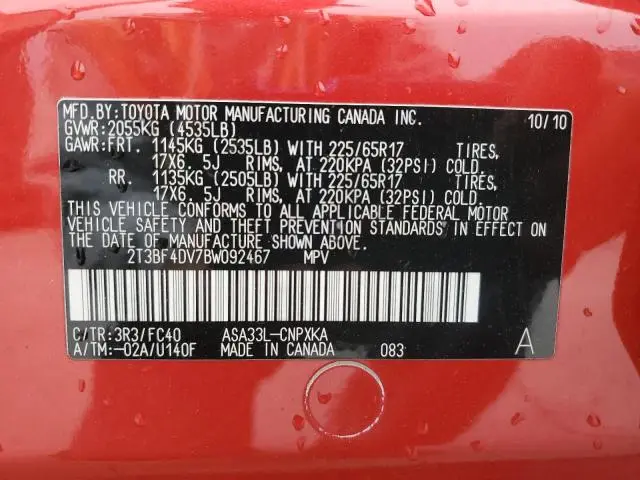 MFD.BY:TOYOTA MOTOR MANUFACTURING CANADA INC. 10/10
GVWR:2055KG (4535LB)
GAWR:FRT. 1145KG (2535LB) WITH 225/65R17 TIRES,
17X6. 5J RIMS, AT 220KPA (32PSI) COLD.
RR. 1135KG (2505LB) WITH 225/65R17 TIRES,
17X6. 5J RIMS, AT 220KPA (32PSI) COLD.
THIS VEHICLE CONFORMS TO ALL APPLICABLE FEDERAL MOTOR
VEHICLE SAFETY AND THEFT PREVENTION STANDARDS IN EFFECT ON
THE DATE OF MANUFACTURE SHOWN ABOVE.
2T3BF4DV7BW092467 MPV
C/TR:3R3/FC40 ASA33L-CNPXKA
A/TM:-02A/U140F MADE IN CANADA 083 A